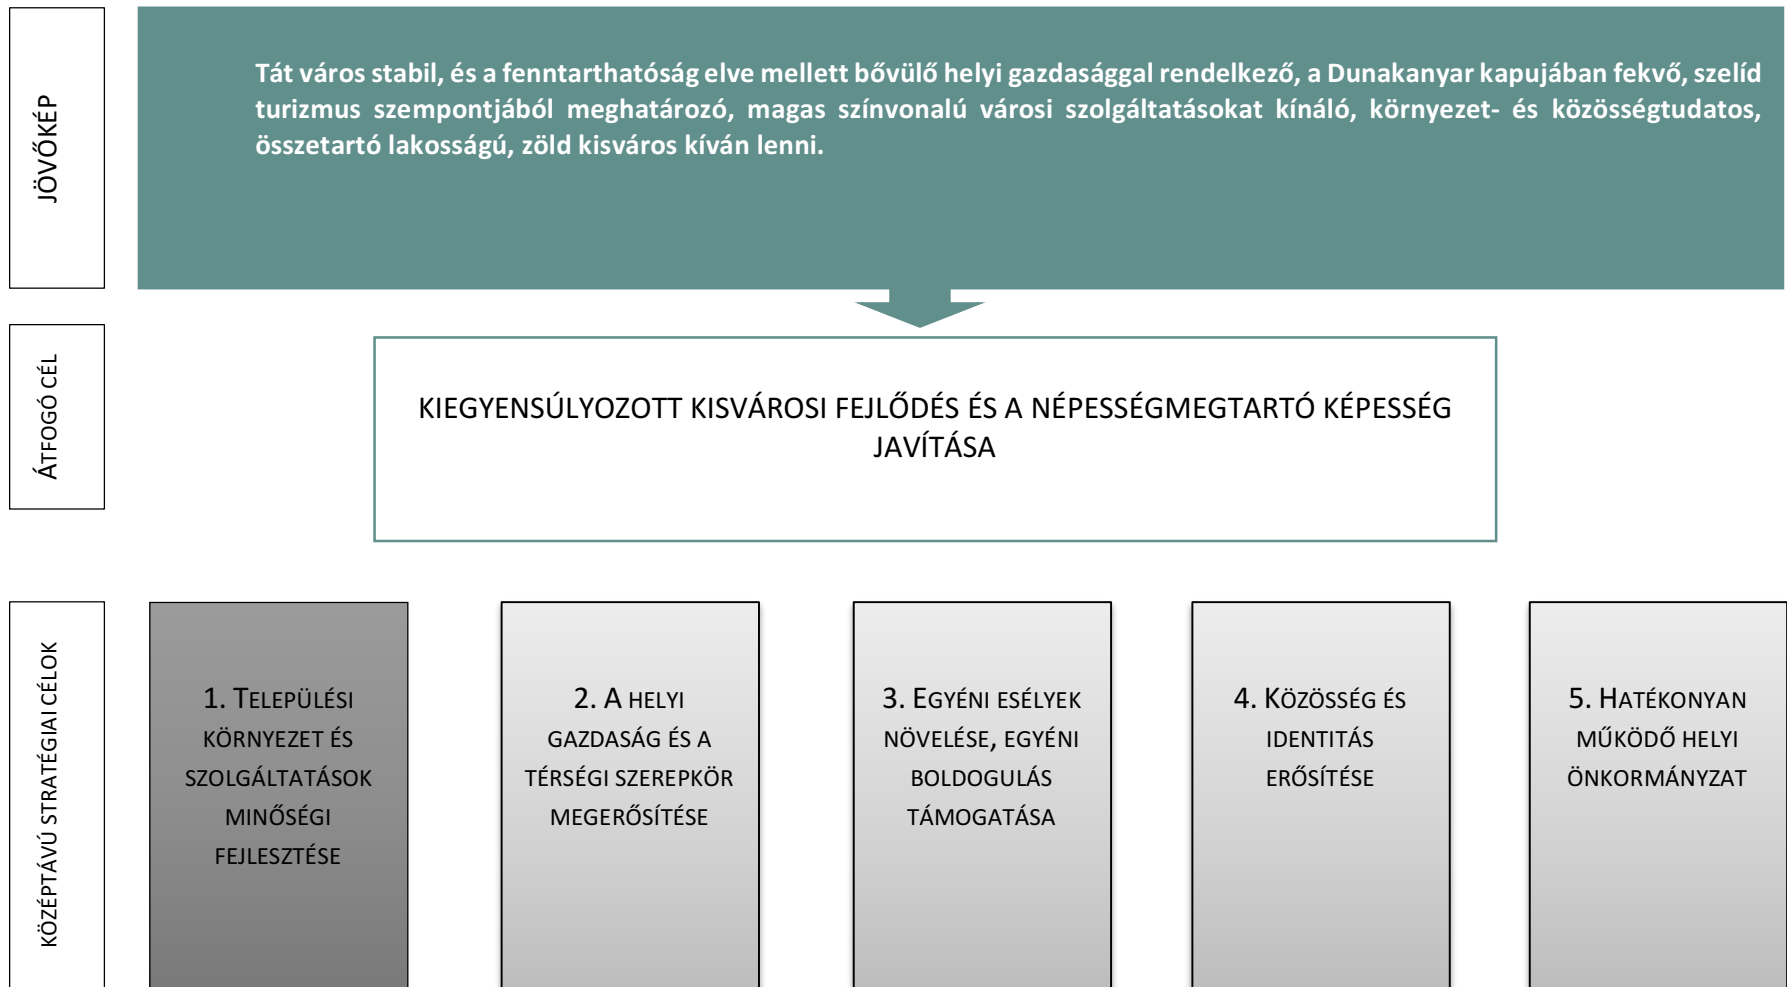 JÖVŐKÉP
Tát város stabil, és a fenntarthatóság elve mellett bővülő helyi gazdasággal rendelkező, a Dunakanyar kapujában fekvő, szelíd
turizmus szempontjából meghatározó, magas színvonalú városi szolgáltatásokat kínáló, környezet- és közösségtudatos,
összetartó lakosságú, zöld kisváros kíván lenni.
ÁTFOGÓ CÉL
KIEGYENSÚLYOZOTT KISVÁROSI FEJLŐDÉS ÉS A NÉPESSÉGMEGTARTÓ KÉPESSÉG
JAVÍTÁSA
KÖZÉPTÁVÚ STRATÉGIAI CÉLOK
1. TELEPÜLÉSI
KÖRNYEZET ÉS
SZOLGÁLTATÁSOK
MINŐSÉGI
FEJLESZTÉSE
2. A HELYI
GAZDASÁG ÉS A
TÉRSÉGI SZEREPKÖR
MEGERŐSÍTÉSE
3. EGYÉNI ESÉLYEK
NÖVELÉSE, EGYÉNI
BOLDOGULÁS
TÁMOGATÁSA
4. KÖZÖSSÉG ÉS
IDENTITÁS
ERŐSÍTÉSE
5. HATÉKONYAN
MŰKÖDŐ HELYI
ÖNKORMÁNYZAT